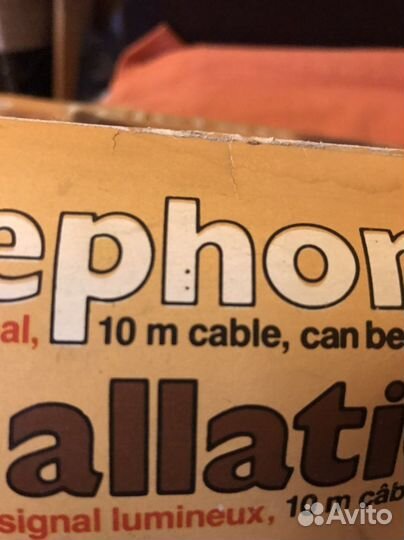 ephon
al, 10 m cable, can be
allati
signal lumineux, 10 m câb
Avito